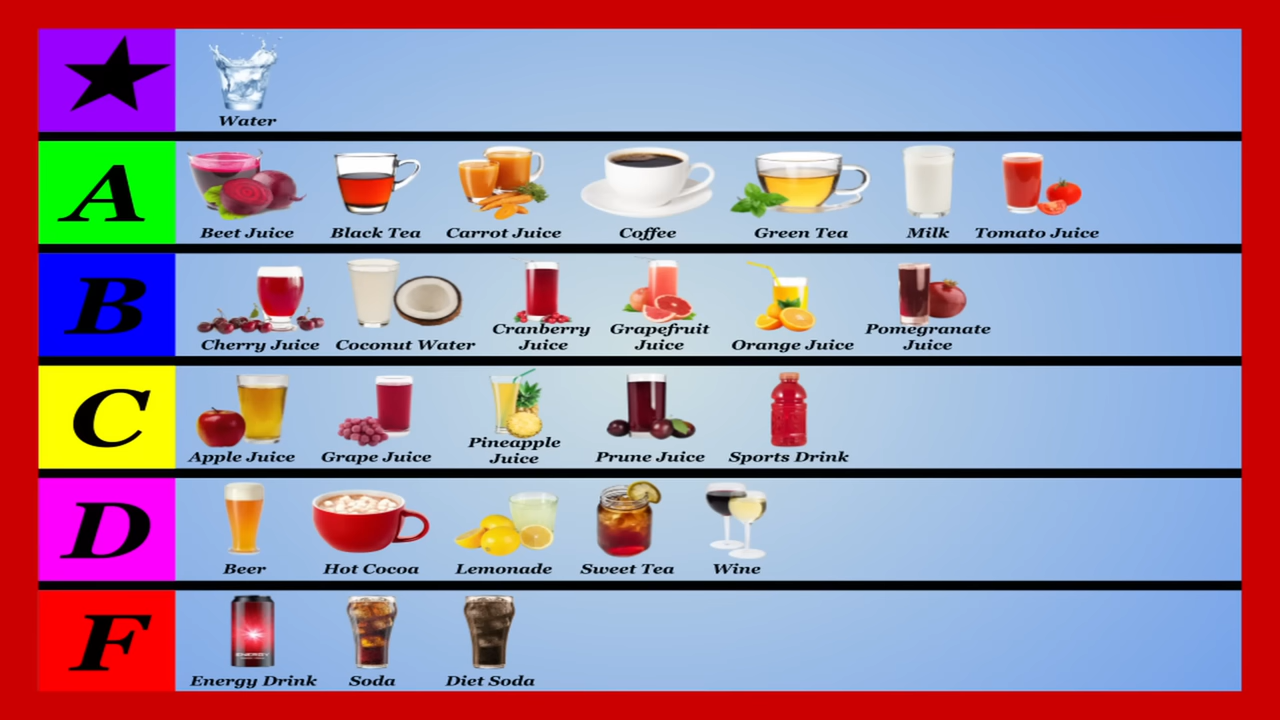 Water
A
Beet Juice
Black Tea
Carrot Juice
Coffee
Green Tea
Milk
Tomato Juice
B
Cherry Juice
Coconut Water
Cranberry
Juice
Grapefruit
Juice
Orange Juice
Pomegranate
Juice
C
Apple Juice
Grape Juice
Pineapple
Juice
Prune Juice
Sports Drink
D
Beer
Hot Cocoa
Lemonade
Sweet Tea
Wine
F
ENERGY
Energy Drink
Soda
Diet Soda